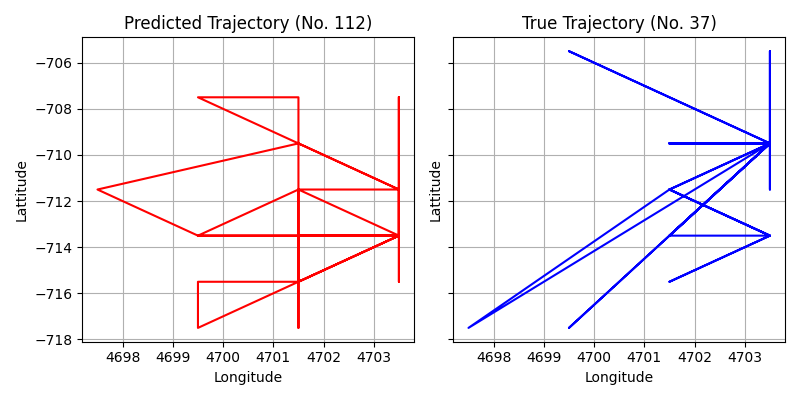 Predicted Trajectory (No. 112)
True Trajectory (No. 37)
−706
−708
−710
−712
−714
−716
−718
Lattitude
Lattitude
4698 4699 4700 4701 4702 4703
4698 4699 4700 4701 4702 4703
Longitude
Longitude